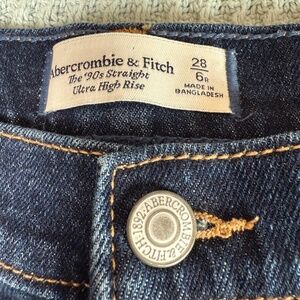 Abercrombie & Fitch
The '90s Straight
Ultra High Rise
28
6R
MADE IN
BANGLADESH
1892·ABERCROMBIE & FITCH·